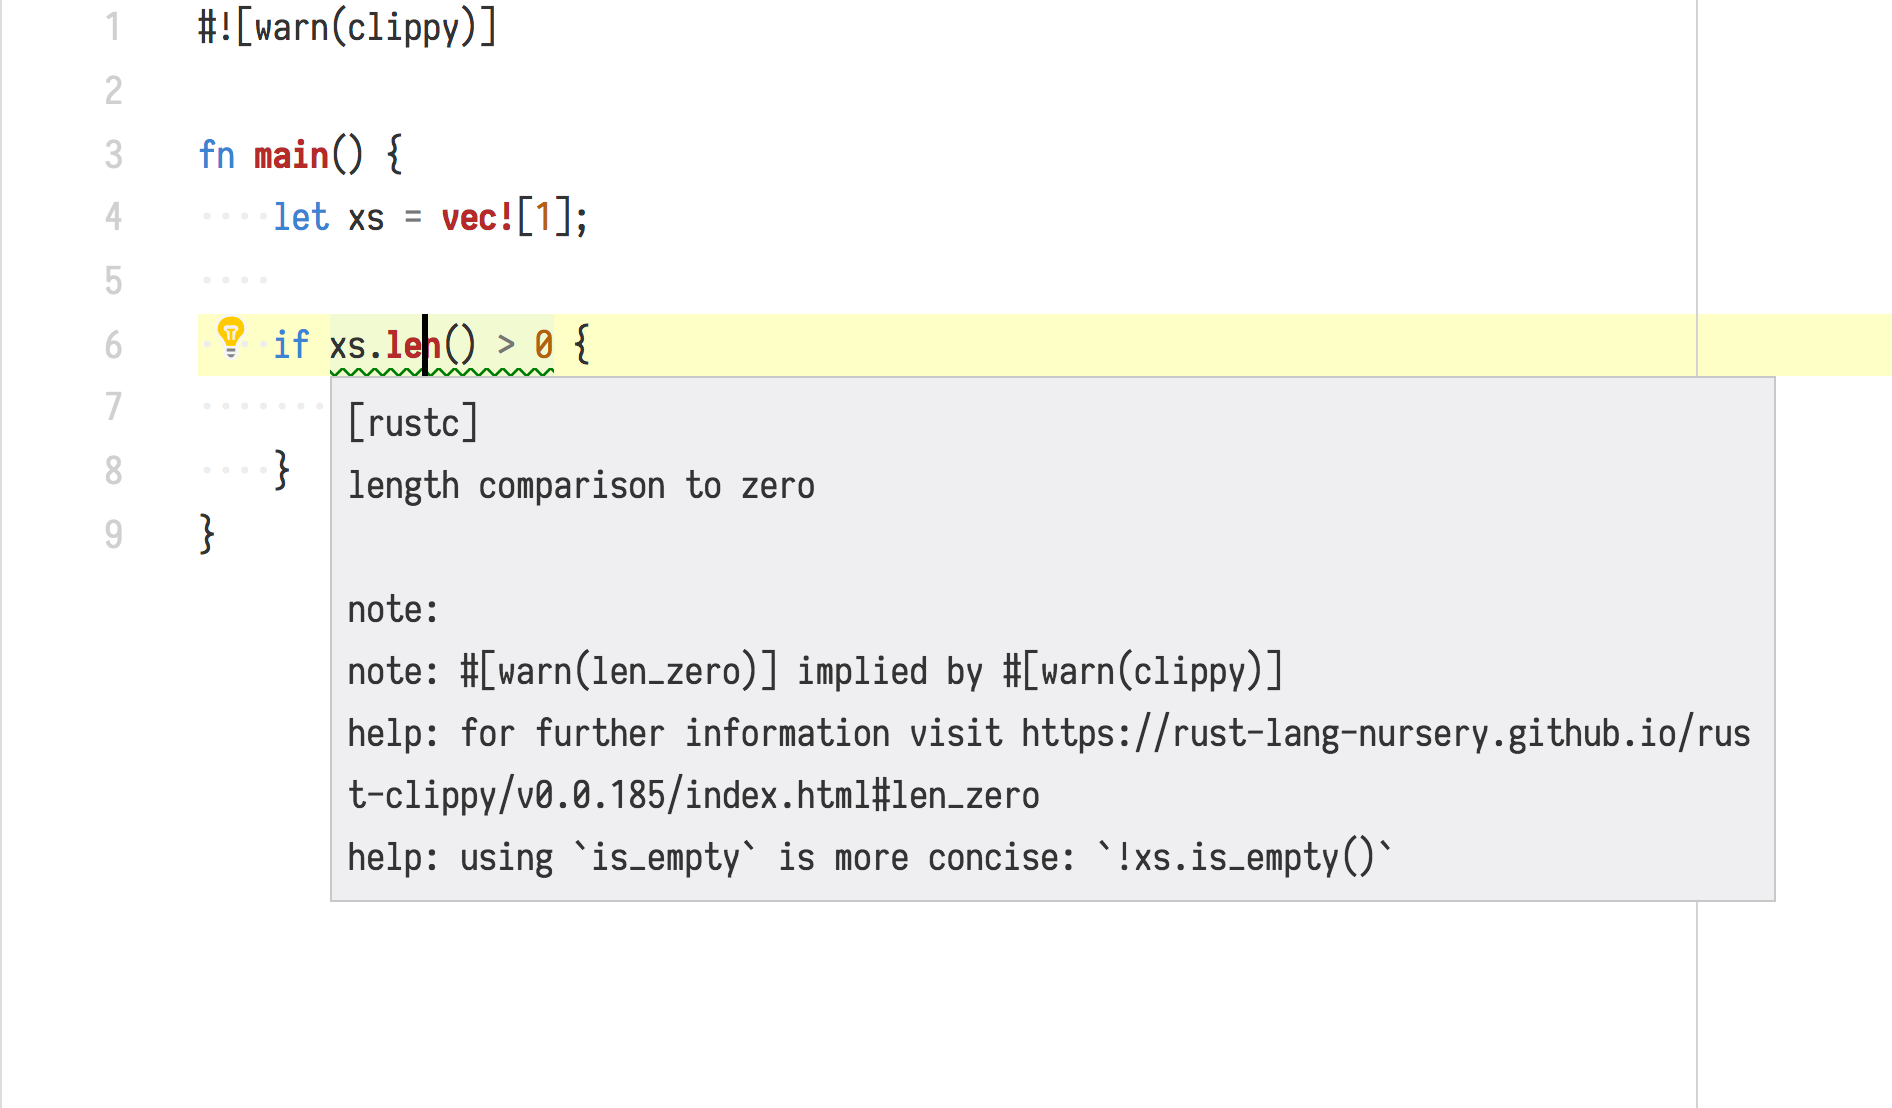 1 #![warn(clippy)]
2
3 fn main() {
4 let xs = vec![1];
5
6 if xs.len() > 0 {
7
8 }
9 }
[rustc]
length comparison to zero
note:
note: #[warn(len_zero)] implied by #[warn(clippy)]
help: for further information visit https://rust-lang-nursery.github.io/rus
t-clippy/v0.0.185/index.html#len_zero
help: using `is_empty` is more concise: `!xs.is_empty()`